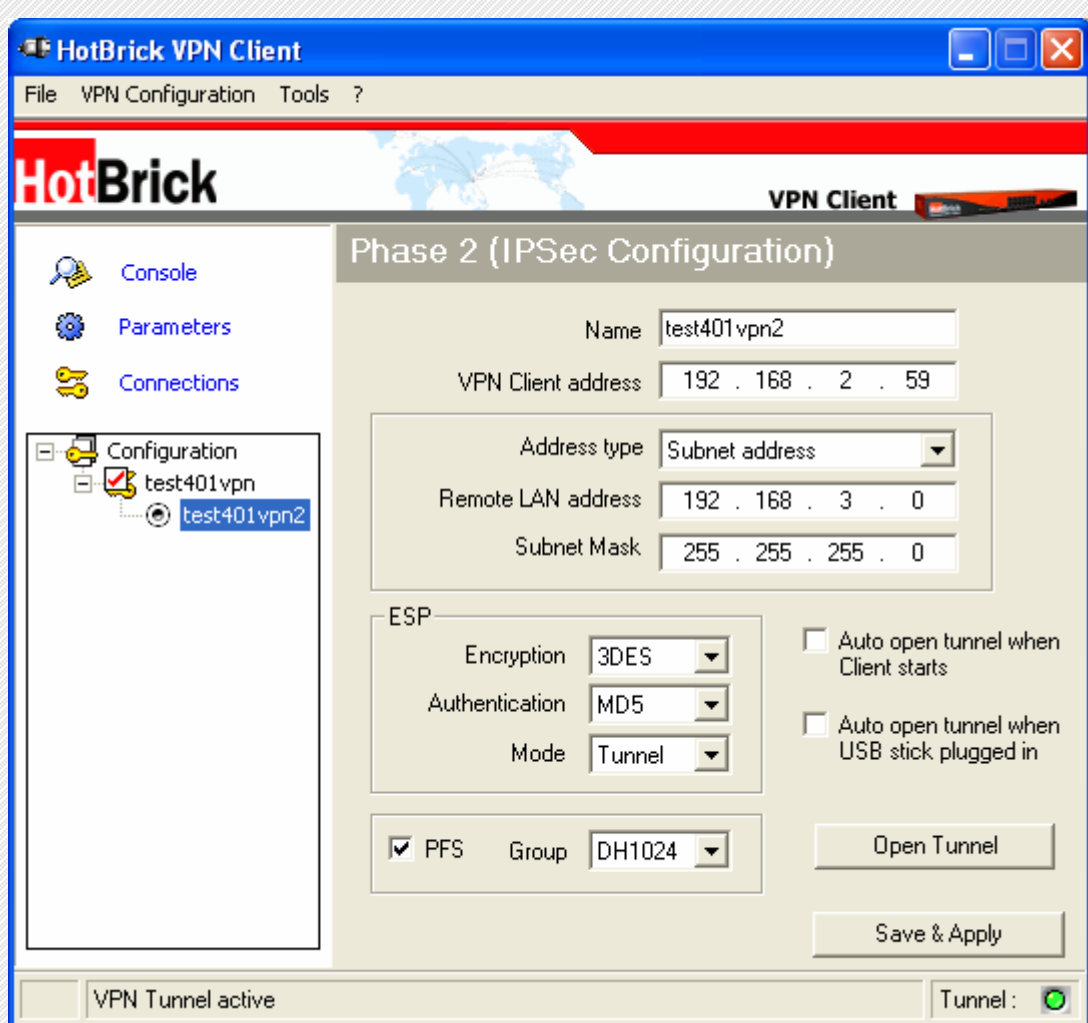 HotBrick VPN Client
File VPN Configuration Tools ?
HotBrick
VPN Client
Console
Parameters
Connections
Configuration
test401vpn
test401vpn2
Phase 2 (IPSec Configuration)
Name test401vpn2
VPN Client address 192 . 168 . 2 . 59
Address type Subnet address
Remote LAN address 192 . 168 . 3 . 0
Subnet Mask 255 . 255 . 255 . 0
ESP
Encryption 3DES
Authentication MD5
Mode Tunnel
Auto open tunnel when
Client starts
Auto open tunnel when
USB stick plugged in
PFS Group DH1024
Open Tunnel
Save & Apply
VPN Tunnel active
Tunnel :